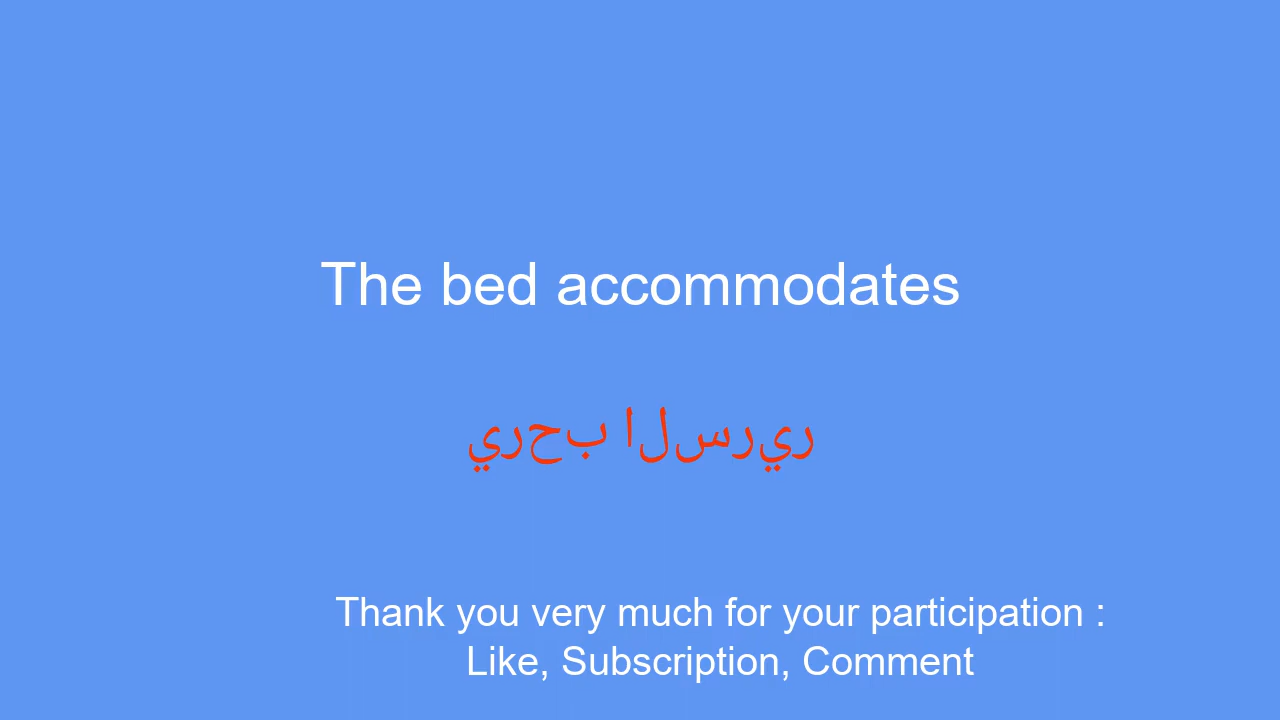 The bed accommodates
يرحب السرير
Thank you very much for your participation :
Like, Subscription, Comment